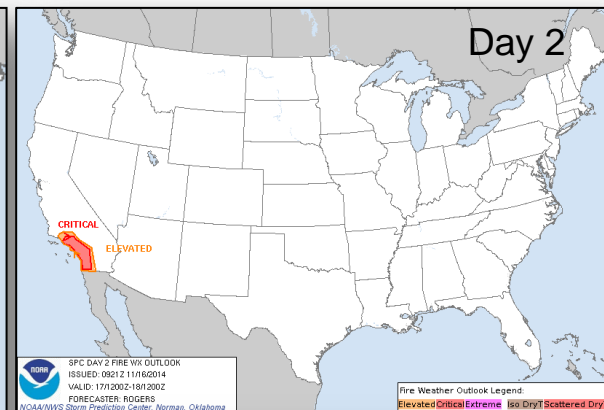 Day 2
CRITICAL
ELEVATED
NOAA
SPC DAY 2 FIRE WX OUTLOOK
ISSUED: 0921Z 11/16/2014
VALID: 17/1200Z-18/1200Z
FORECASTER: ROGERS
NOAA/NWS Storm Prediction Center, Norman, Oklahoma
Fire Weather Outlook Legend:
Elevated Critical Extreme Iso DryT Scattered Dry